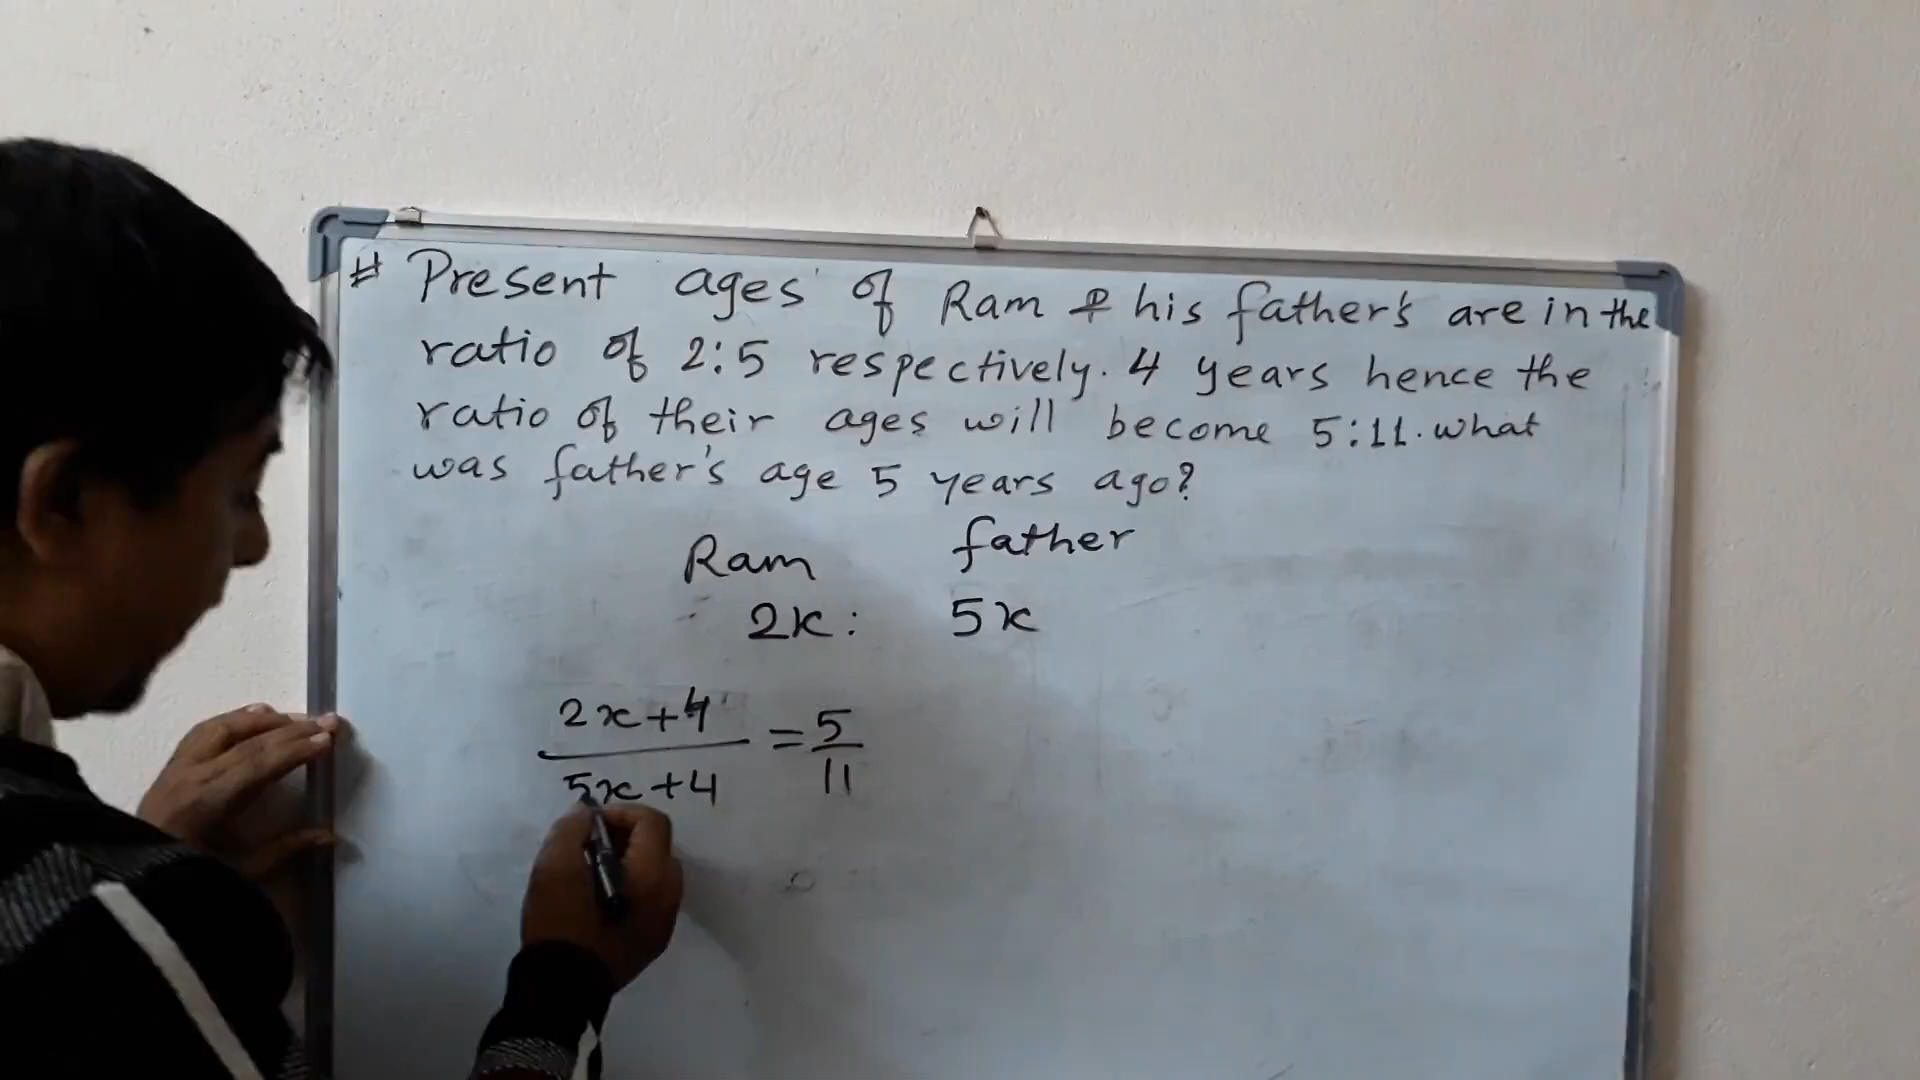 # Present ages of Ram & his father's are in the
ratio of 2:5 respectively. 4 years hence the
ratio of their ages will become 5:11. what
was father's age 5 years ago?
Ram father
2x : 5x
2x+4 = 5
5x+4 11